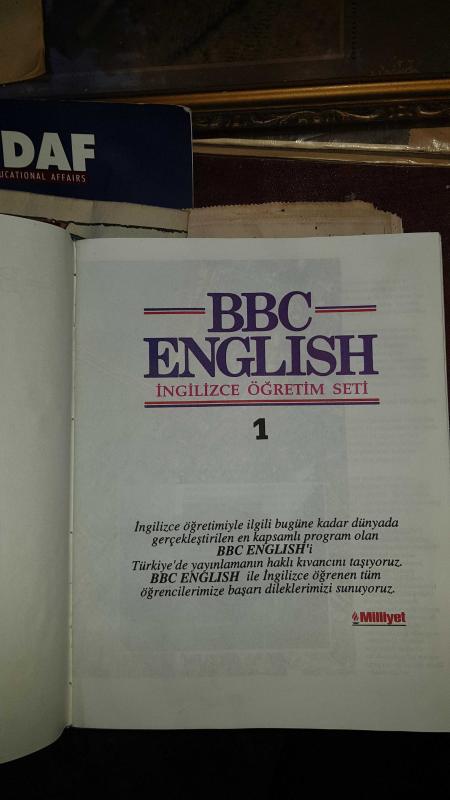 DAF
UCATIONAL AFFAIRS
BBC
ENGLISH
İNGİLİZCE ÖĞRETİM SETİ
1
İngilizce öğretimiyle ilgili bugüne kadar dünyada
gerçekleştirilen en kapsamlı program olan
BBC ENGLISH'i
Türkiye'de yayınlamanın haklı kıvancını taşıyoruz.
BBC ENGLISH ile İngilizce öğrenen tüm
öğrencilerimize başarı dileklerimizi sunuyoruz.
Milliyet